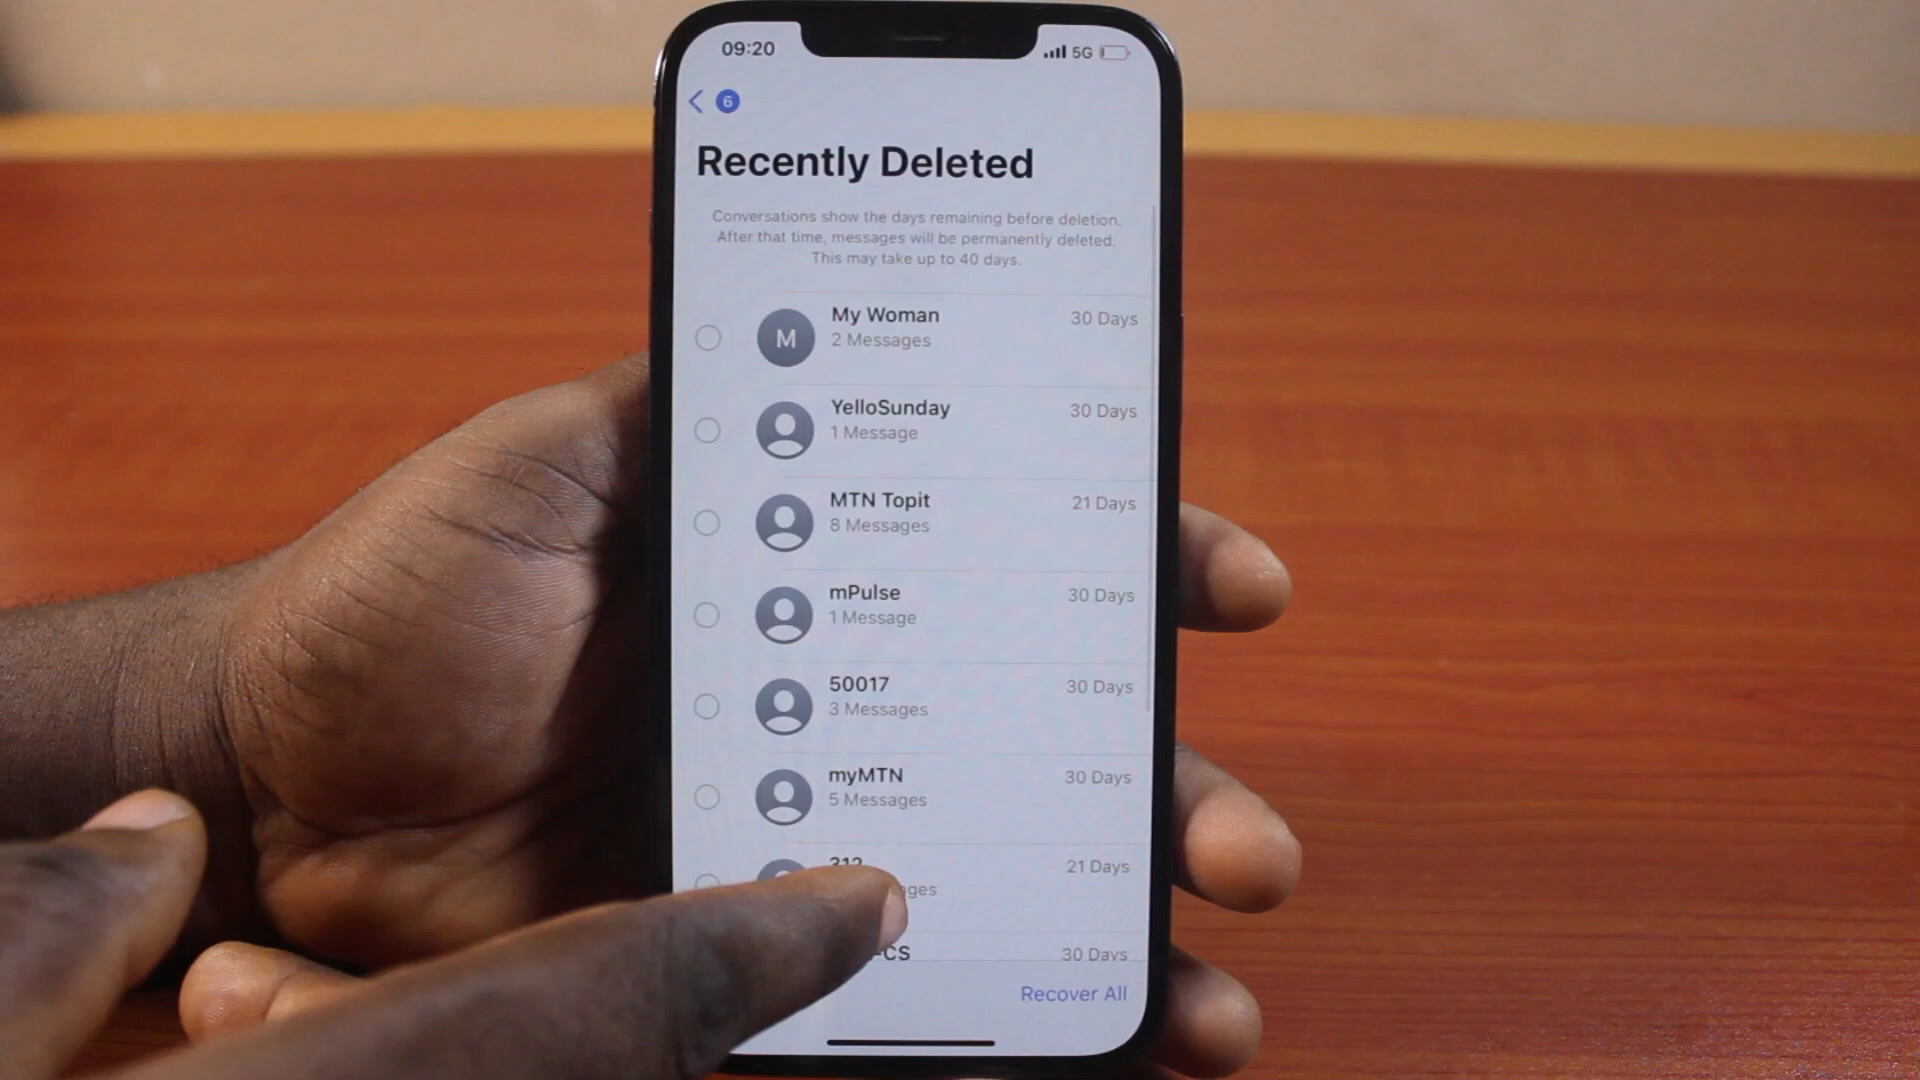 09:20
5G
6
Recently Deleted
Conversations show the days remaining before deletion.
After that time, messages will be permanently deleted.
This may take up to 40 days.
M
My Woman
30 Days
2 Messages
YelloSunday
30 Days
1 Message
MTN Topit
21 Days
8 Messages
mPulse
30 Days
1 Message
50017
30 Days
3 Messages
myMTN
30 Days
5 Messages
312
21 Days
30 Days
Recover All